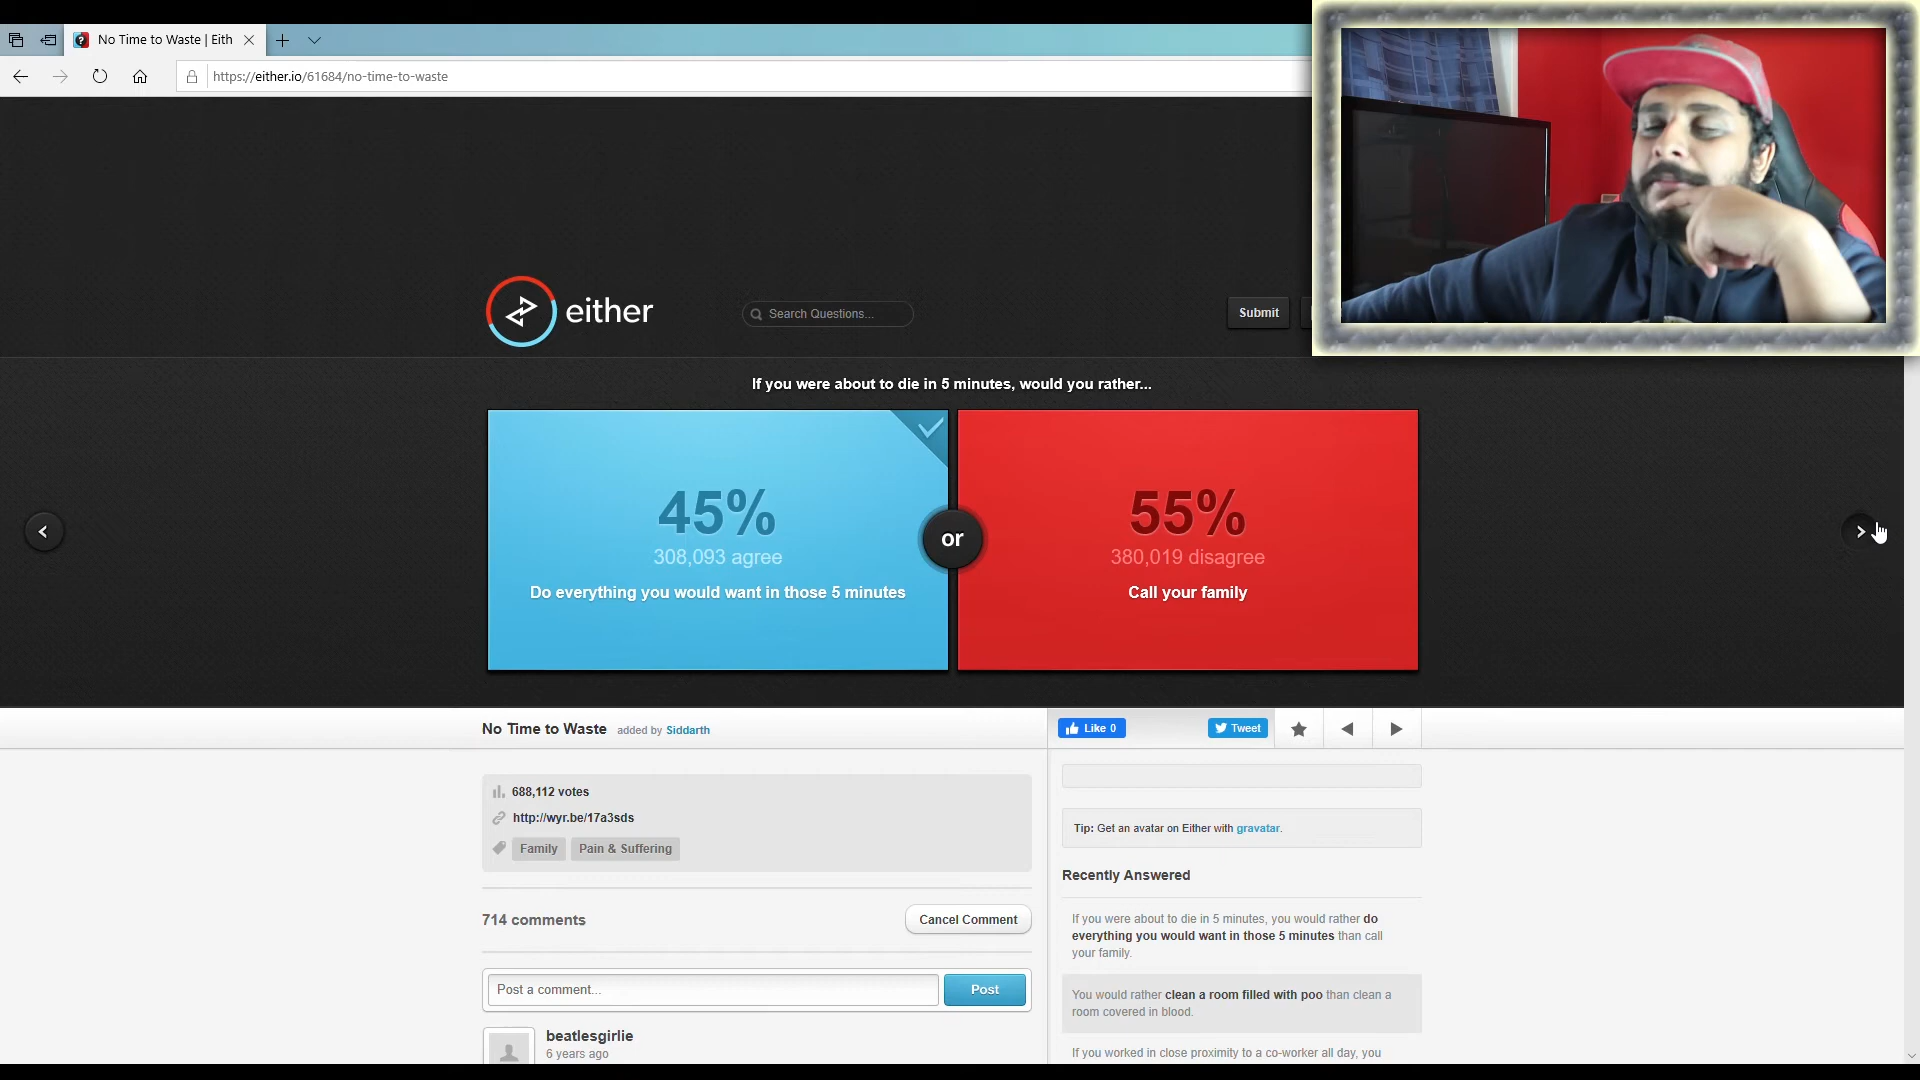 No Time to Waste | Eith
https://either.io/61684/no-time-to-waste
either
Search Questions...
Submit
If you were about to die in 5 minutes, would you rather...
45%
308,093 agree
Do everything you would want in those 5 minutes
or
55%
380,019 disagree
Call your family
No Time to Waste added by Siddarth
Like 0
Tweet
688,112 votes
http://wyr.be/17a3sds
Family
Pain & Suffering
714 comments
Cancel Comment
Post a comment...
Post
beatlesgirlie
6 years ago
Tip: Get an avatar on Either with gravatar.
Recently Answered
If you were about to die in 5 minutes, you would rather do
everything you would want in those 5 minutes than call
your family.
You would rather clean a room filled with poo than clean a
room covered in blood.
If you worked in close proximity to a co-worker all day, you